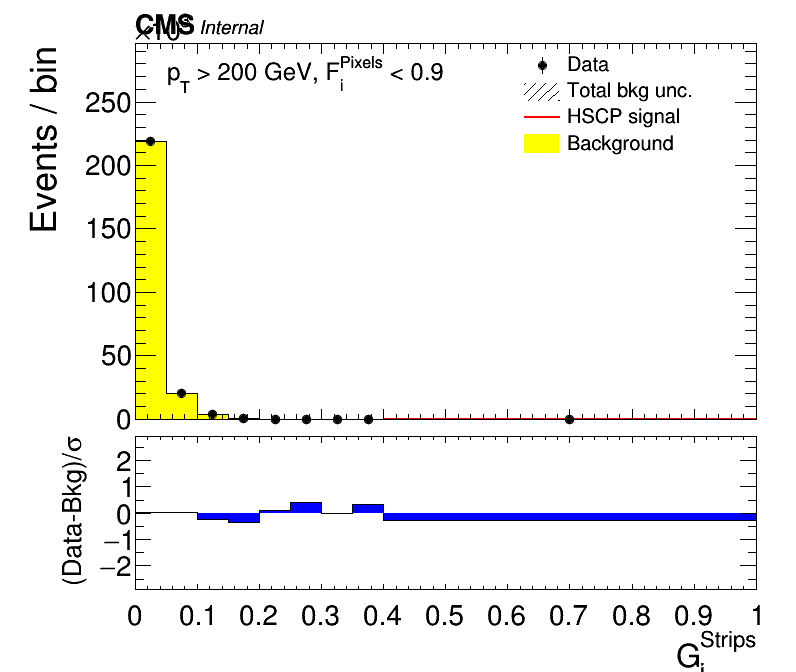 CMS Internal
×10³
p_T > 200 GeV, F_i^Pixels < 0.9
Data
Total bkg unc.
HSCP signal
Background
Events / bin
250
200
150
100
50
0
(Data-Bkg)/σ
2
1
0
−1
−2
0 0.1 0.2 0.3 0.4 0.5 0.6 0.7 0.8 0.9 1
G_i^Strips